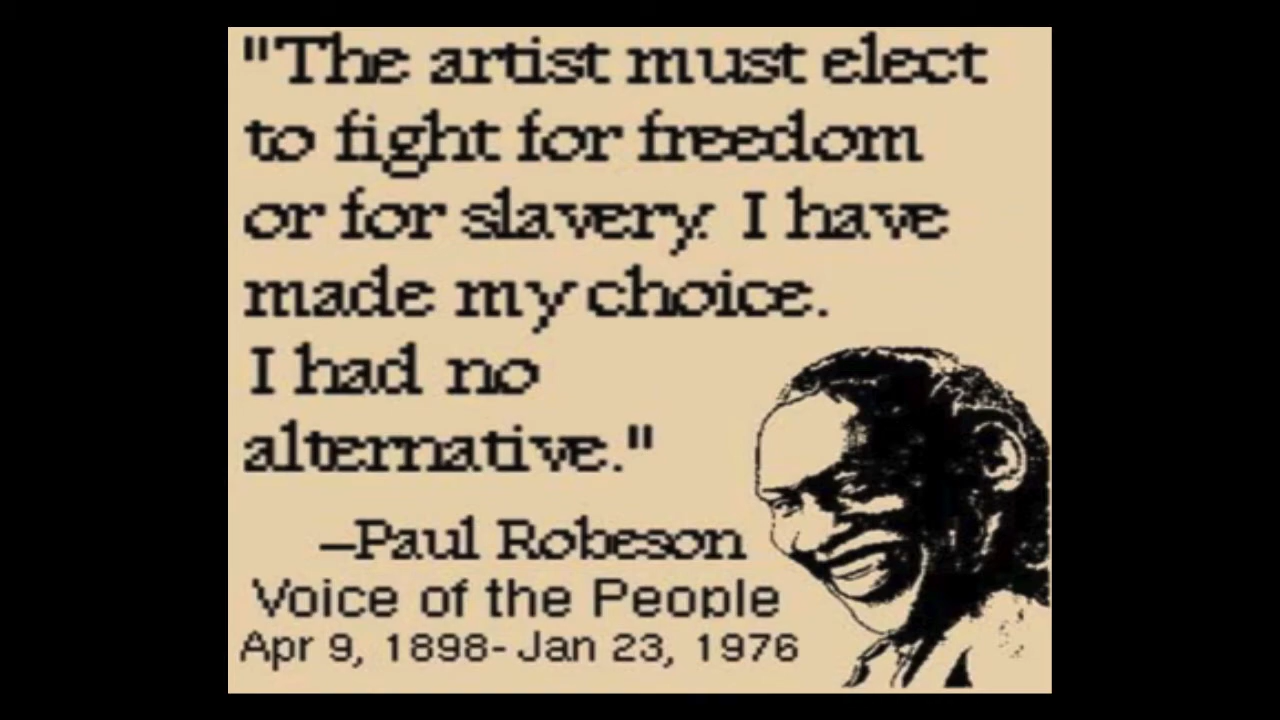 "The artist must elect
to fight for freedom
or for slavery. I have
made my choice.
I had no
alternative."
–Paul Robeson
Voice of the People
Apr 9, 1898- Jan 23, 1976